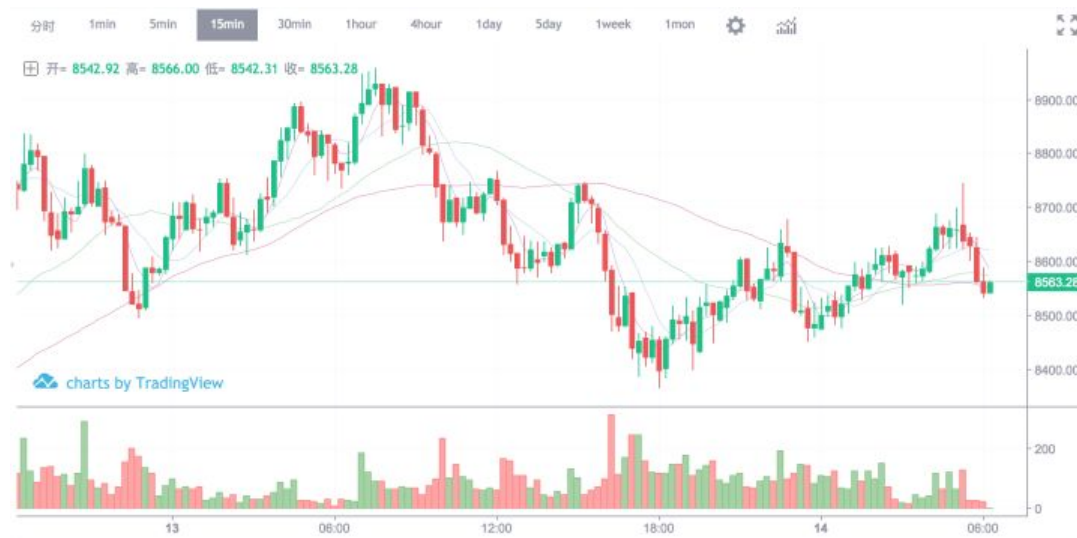 分时 1min 5min 15min 30min 1hour 4hour 1day 5day 1week 1mon
开= 8542.92 高= 8566.00 低= 8542.31 收= 8563.28
8900.00
8800.00
8700.00
8600.00
8563.28
8500.00
8400.00
charts by TradingView
200
0
13 06:00 12:00 18:00 14 06:00